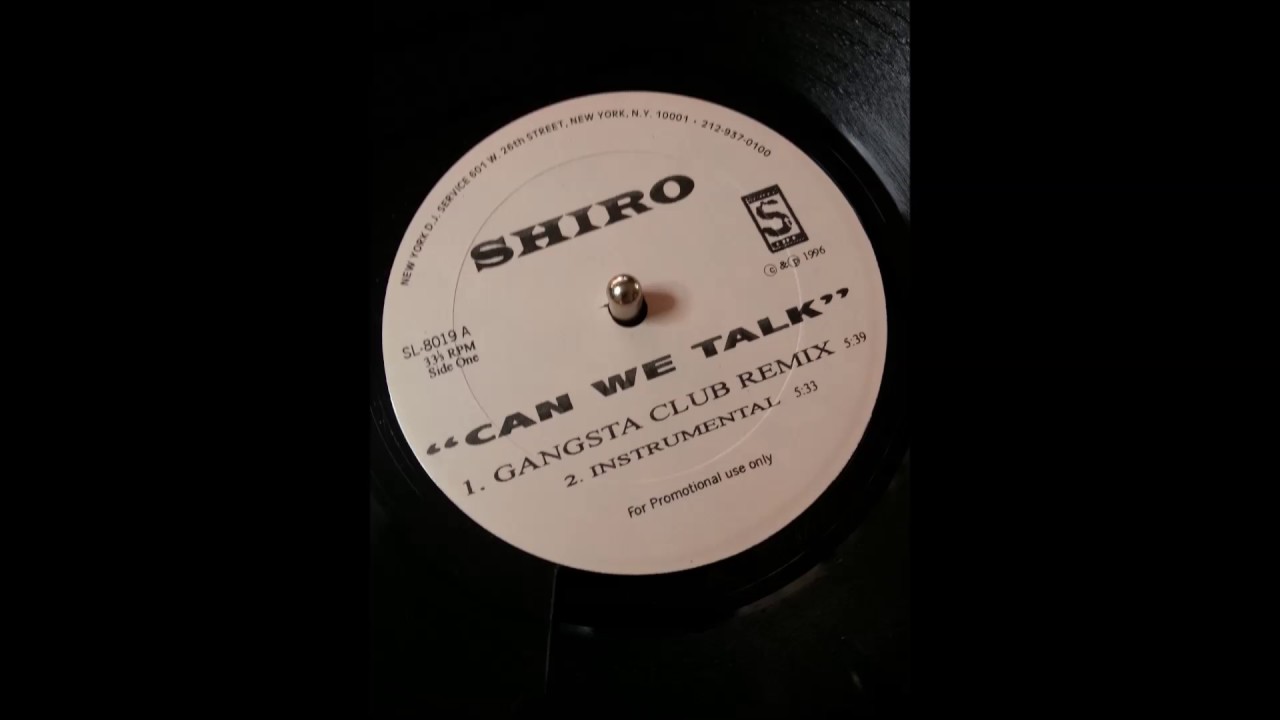 NEW YORK D.J. SERVICE 601 W. 26th STREET, NEW YORK, N.Y. 10001 • 212-937-0100
SHIRO
S
© &℗ 1996
SL-8019 A
33⅓ RPM
Side One
“CAN WE TALK”
1. GANGSTA CLUB REMIX 5:39
2. INSTRUMENTAL 5:33
For Promotional use only